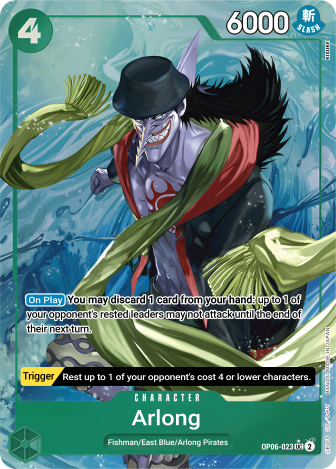 4
6000
斬
SLASH
On Play You may discard 1 card from your hand: up to 1 of
your opponent's rested leaders may not attack until the end of
their next turn.
Trigger Rest up to 1 of your opponent's cost 4 or lower characters.
CHARACTER
Arlong
Fishman/East Blue/Arlong Pirates
OP06-023 UC 2